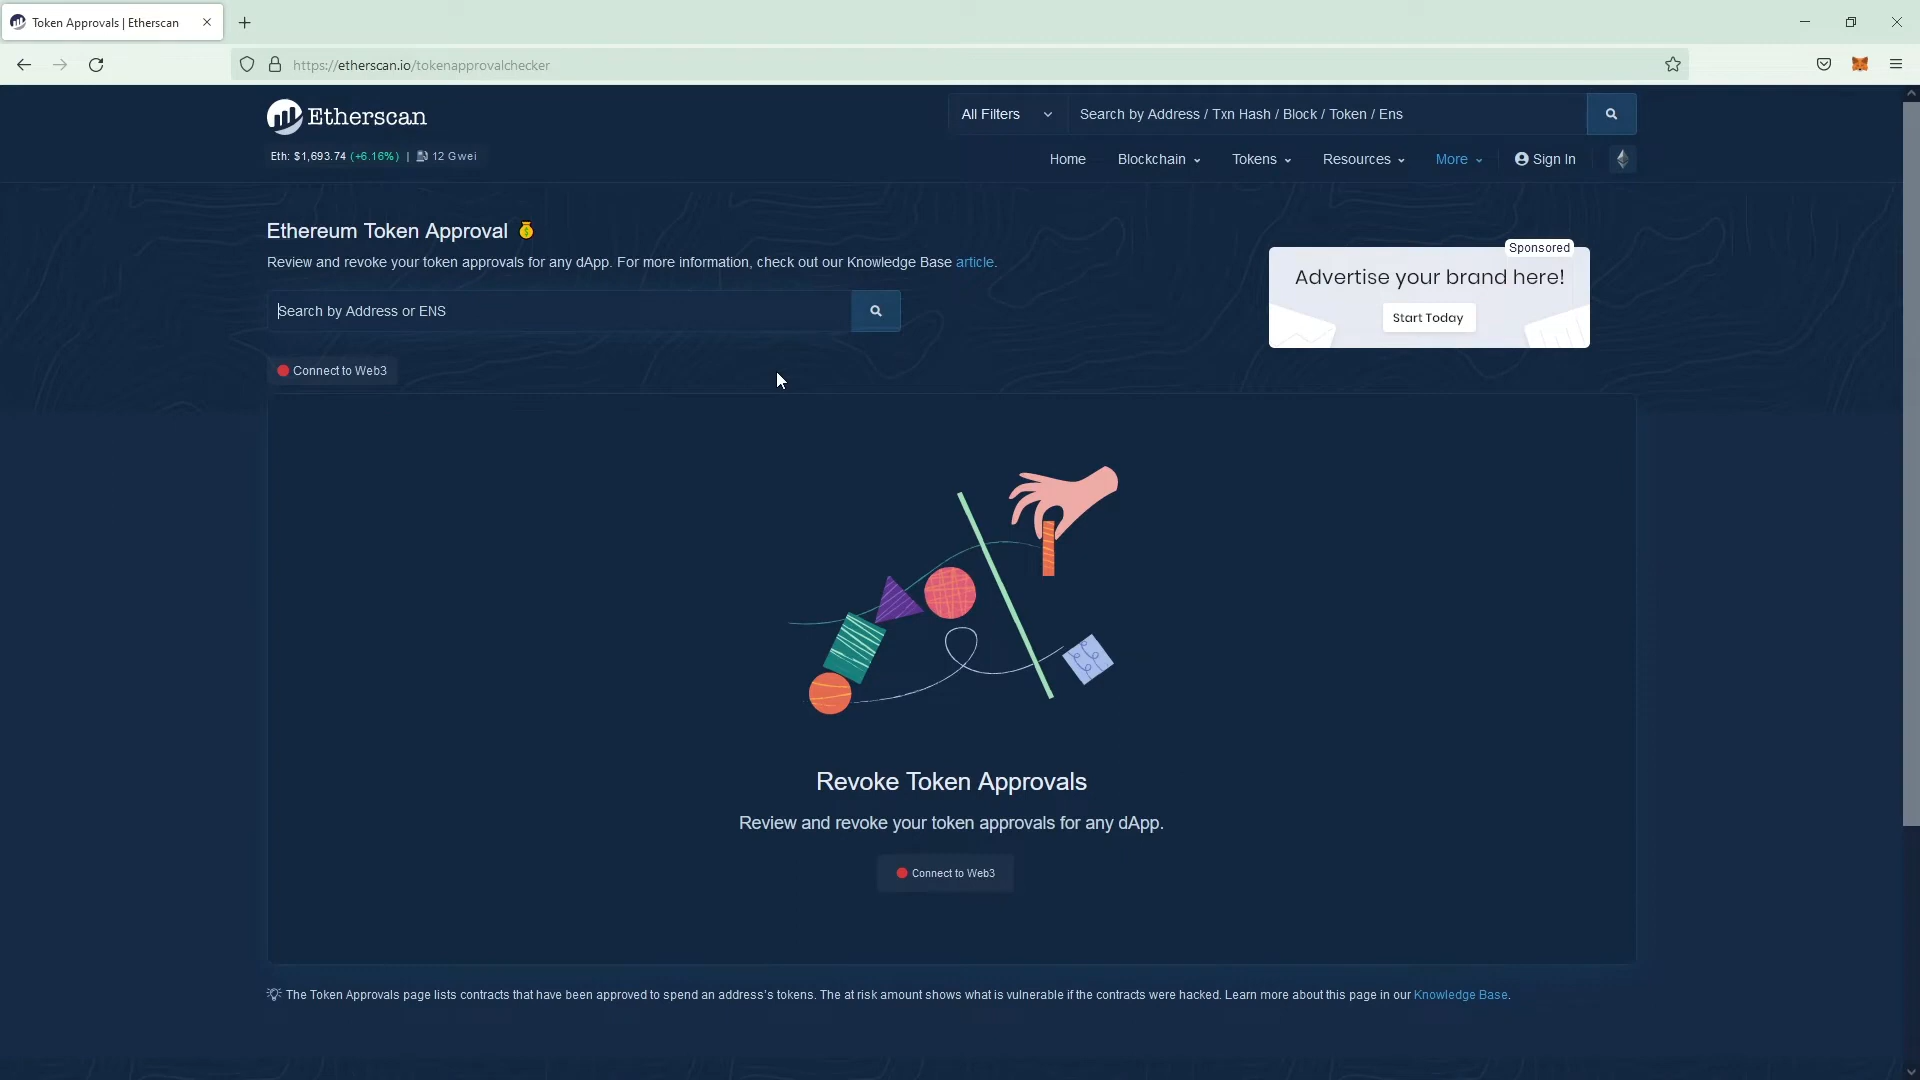 Token Approvals | Etherscan
https://etherscan.io/tokenapprovalchecker
Etherscan
All Filters
Search by Address / Txn Hash / Block / Token / Ens
Eth: $1,693.74 (+6.16%) | 12 Gwei
Home
Blockchain
Tokens
Resources
More
Sign In
Ethereum Token Approval
Review and revoke your token approvals for any dApp. For more information, check out our Knowledge Base article.
Search by Address or ENS
Sponsored
Advertise your brand here!
Start Today
Connect to Web3
Revoke Token Approvals
Review and revoke your token approvals for any dApp.
Connect to Web3
The Token Approvals page lists contracts that have been approved to spend an address's tokens. The at risk amount shows what is vulnerable if the contracts were hacked. Learn more about this page in our Knowledge Base.